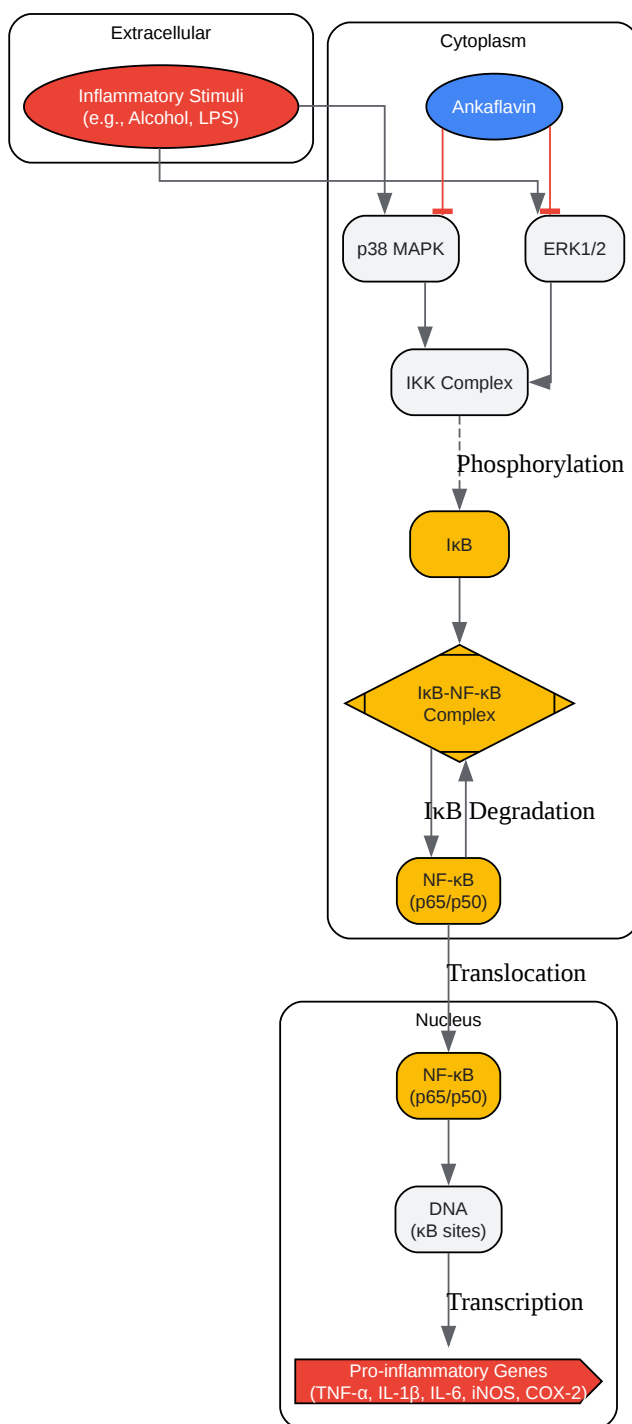 Extracellular
Inflammatory Stimuli
(e.g., Alcohol, LPS)
Cytoplasm
Ankaflavin
p38 MAPK
ERK1/2
IKK Complex
Phosphorylation
IκB
IκB-NF-κB
Complex
IκB Degradation
NF-κB
(p65/p50)
Translocation
Nucleus
NF-κB
(p65/p50)
DNA
(κB sites)
Transcription
Pro-inflammatory Genes
(TNF-α, IL-1β, IL-6, iNOS, COX-2)